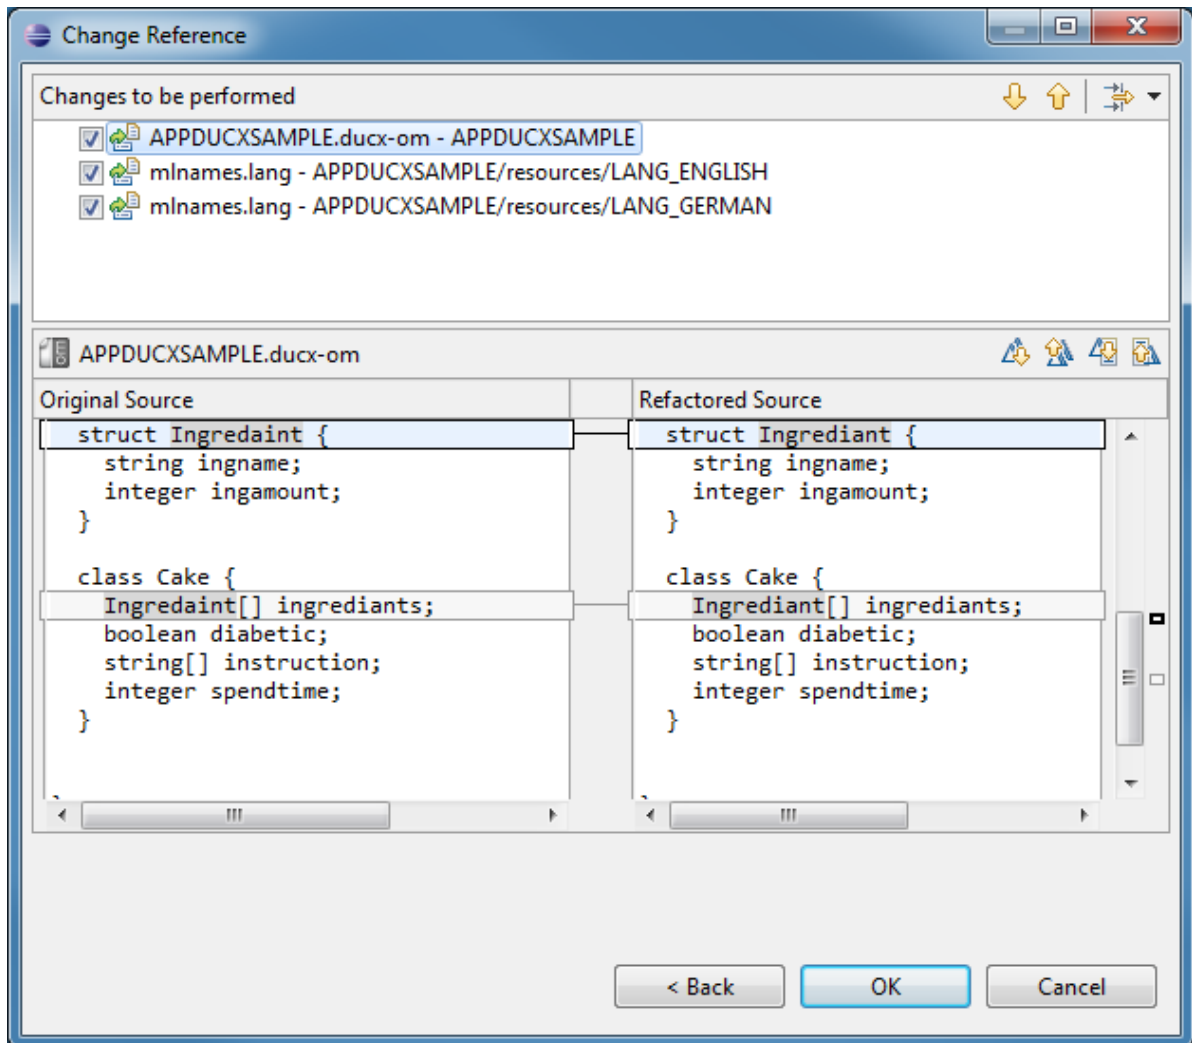 Change Reference
Changes to be performed
APPDUCXSAMPLE.ducx-om - APPDUCXSAMPLE
mlnames.lang - APPDUCXSAMPLE/resources/LANG_ENGLISH
mlnames.lang - APPDUCXSAMPLE/resources/LANG_GERMAN
APPDUCXSAMPLE.ducx-om
Original Source
struct Ingredaint {
string ingname;
integer ingamount;
}
class Cake {
Ingredaint[] ingrediants;
boolean diabetic;
string[] instruction;
integer spendtime;
}
Refactored Source
struct Ingrediant {
string ingname;
integer ingamount;
}
class Cake {
Ingrediant[] ingrediants;
boolean diabetic;
string[] instruction;
integer spendtime;
}
< Back
OK
Cancel